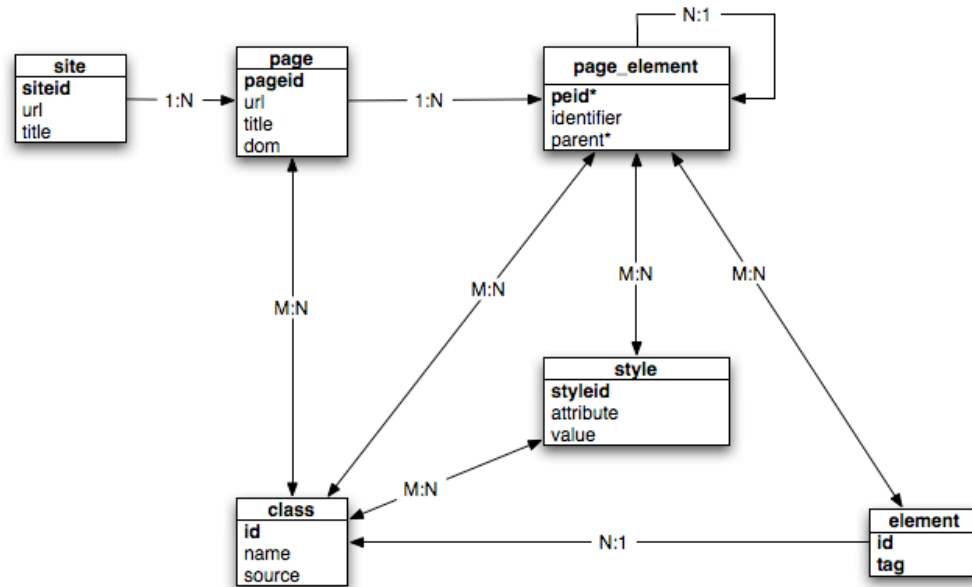 N:1
site
siteid
url
title
1:N
page
pageid
url
title
dom
1:N
page_element
peid*
identifier
parent*
M:N
M:N
M:N
M:N
style
styleid
attribute
value
M:N
class
id
name
source
N:1
element
id
tag